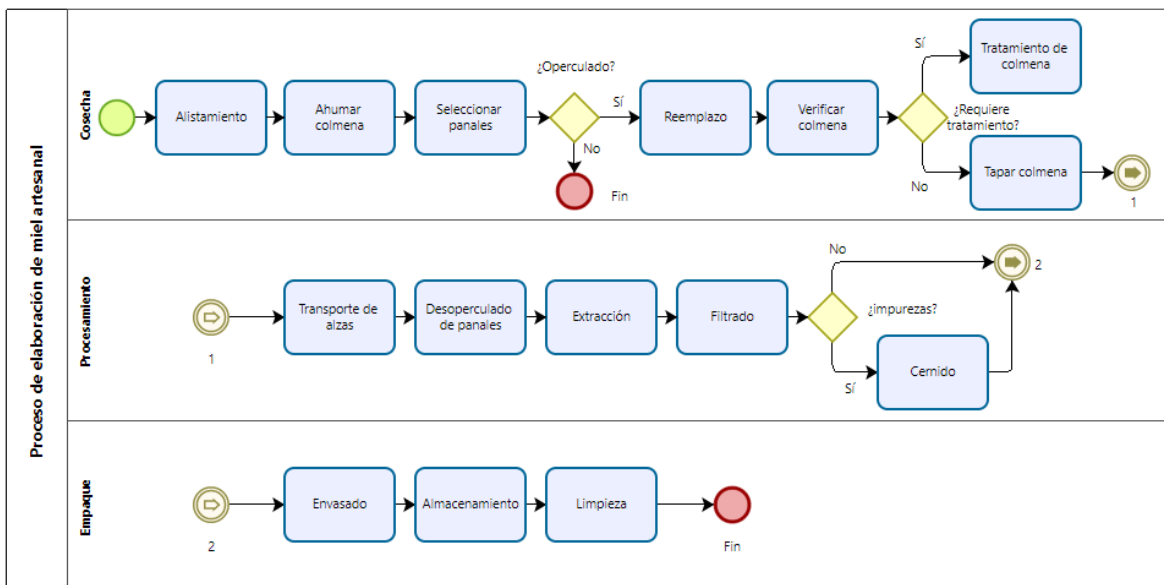 Proceso de elaboración de miel artesanal
Cosecha
Alistamiento
Ahumar
colmena
Seleccionar
panales
¿Operculado?
Sí
No
Fin
Reemplazo
Verificar
colmena
¿Requiere
tratamiento?
Sí
Tratamiento de
colmena
No
Tapar colmena
1
Procesamiento
1
Transporte de
alzas
Desoperculado
de panales
Extracción
Filtrado
¿impurezas?
No
Sí
Cernido
2
Empaque
2
Envasado
Almacenamiento
Limpieza
Fin